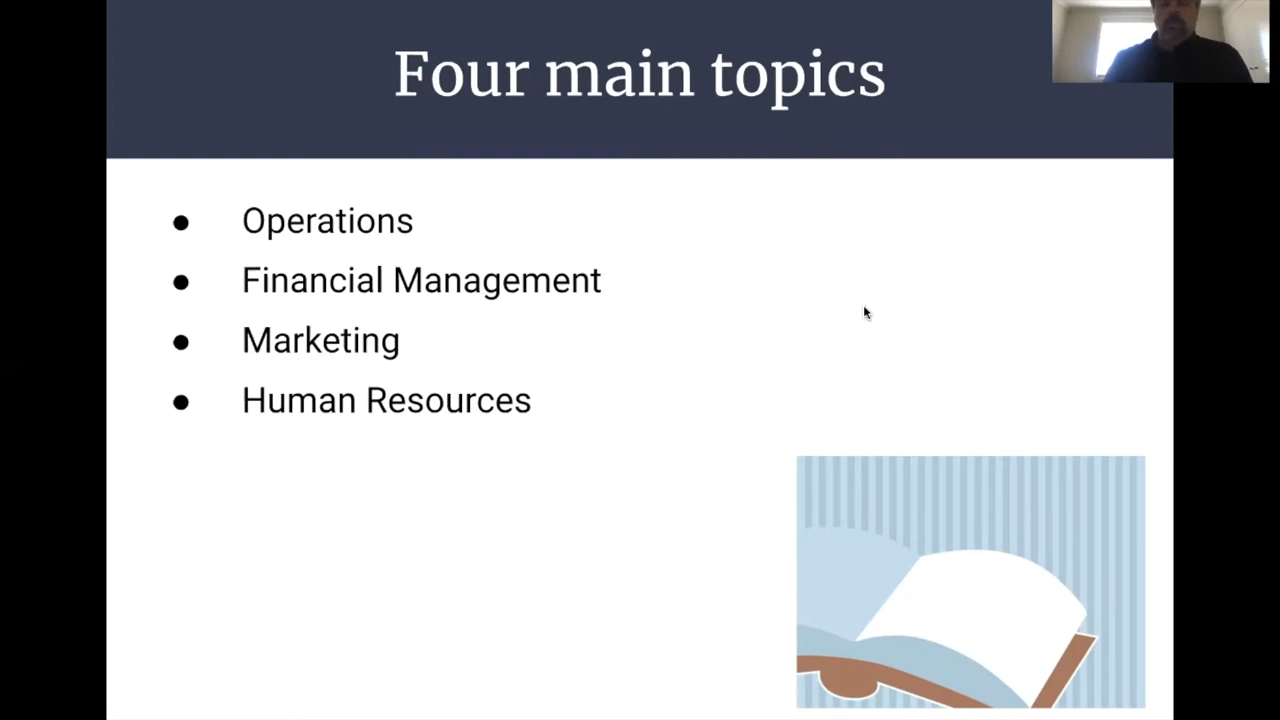 Four main topics
● Operations
● Financial Management
● Marketing
● Human Resources